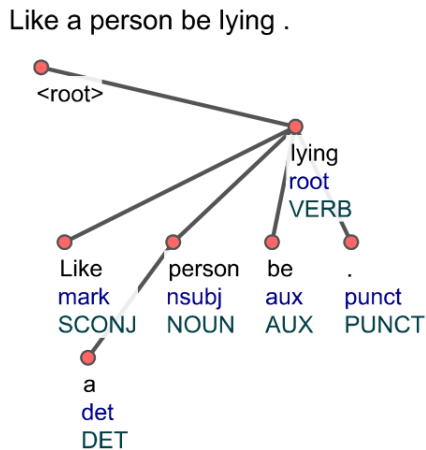 Like a person be lying .
<root>
lying
root
VERB
Like person be .
mark nsubj aux punct
SCONJ NOUN AUX PUNCT
a
det
DET